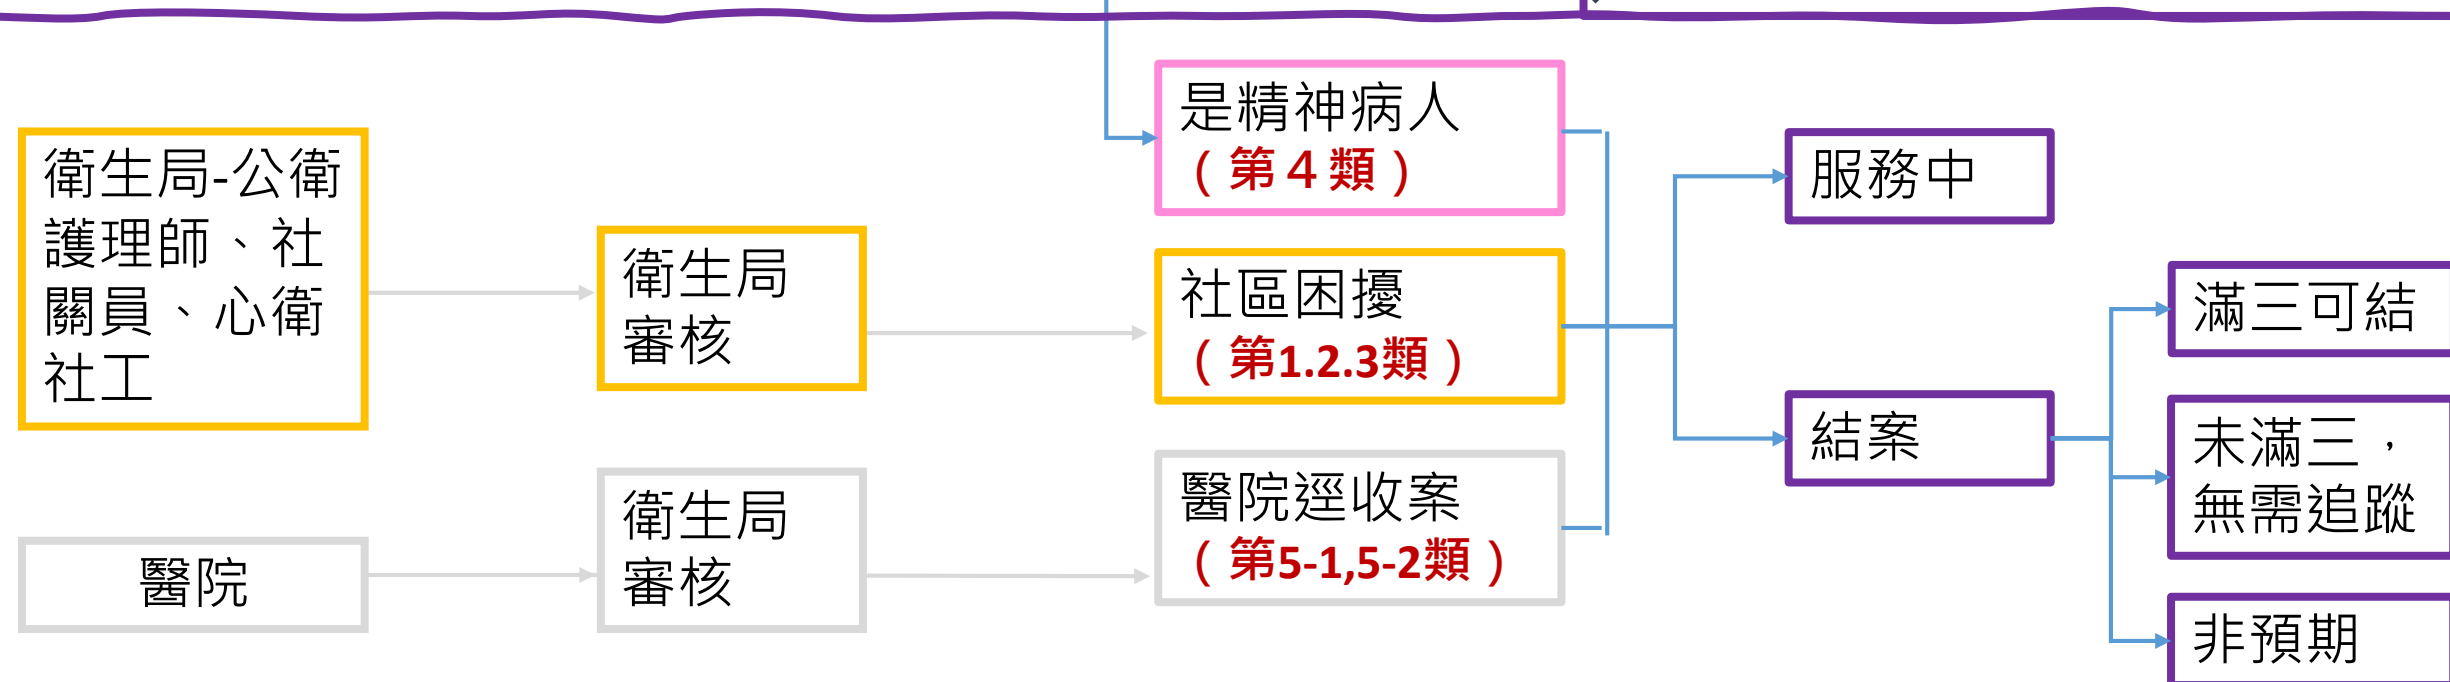 衛生局-公衛
護理師、社
關員、心衛
社工
醫院
衛生局
審核
衛生局
審核
是精神病人
（第４類）
社區困擾
（第1.2.3類）
醫院逕收案
（第5-1,5-2類）
服務中
結案
滿三可結
未滿三，
無需追蹤
非預期